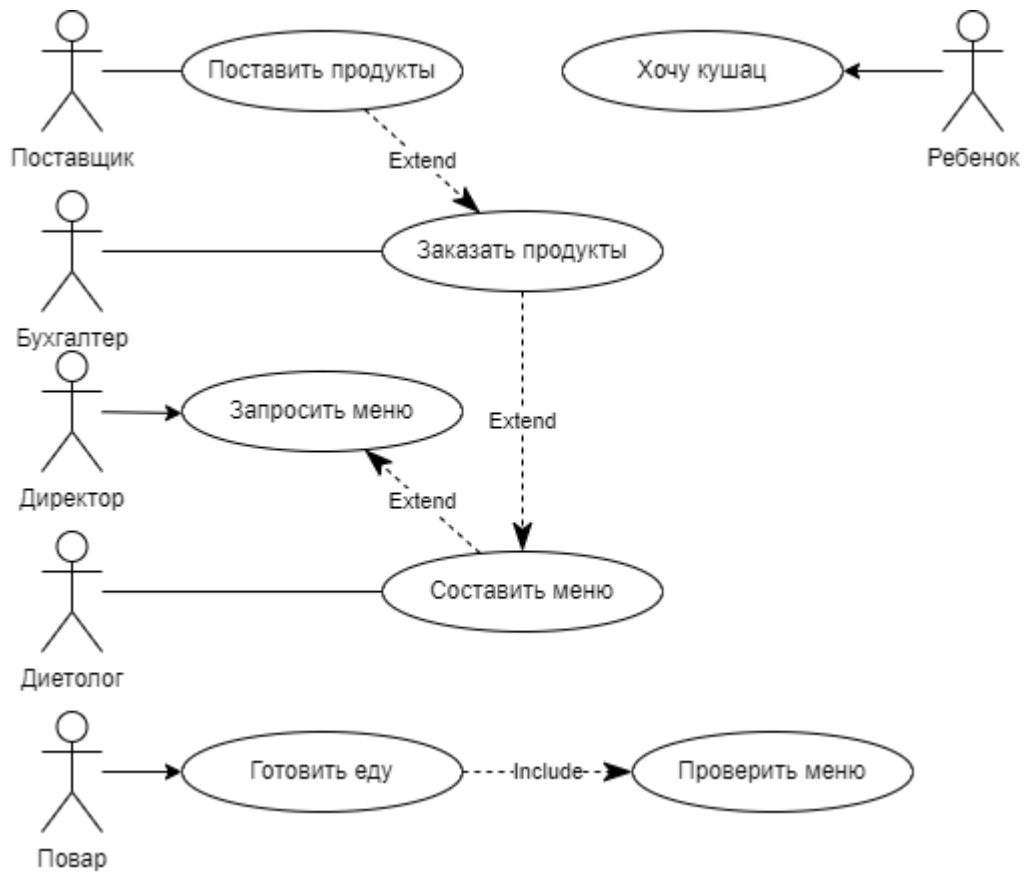 Поставить продукты
Хочу кушац
Поставщик
Extend
Ребенок
Заказать продукты
Бухгалтер
Запросить меню
Extend
Директор
Extend
Составить меню
Диетолог
Готовить еду
Include
Проверить меню
Повар